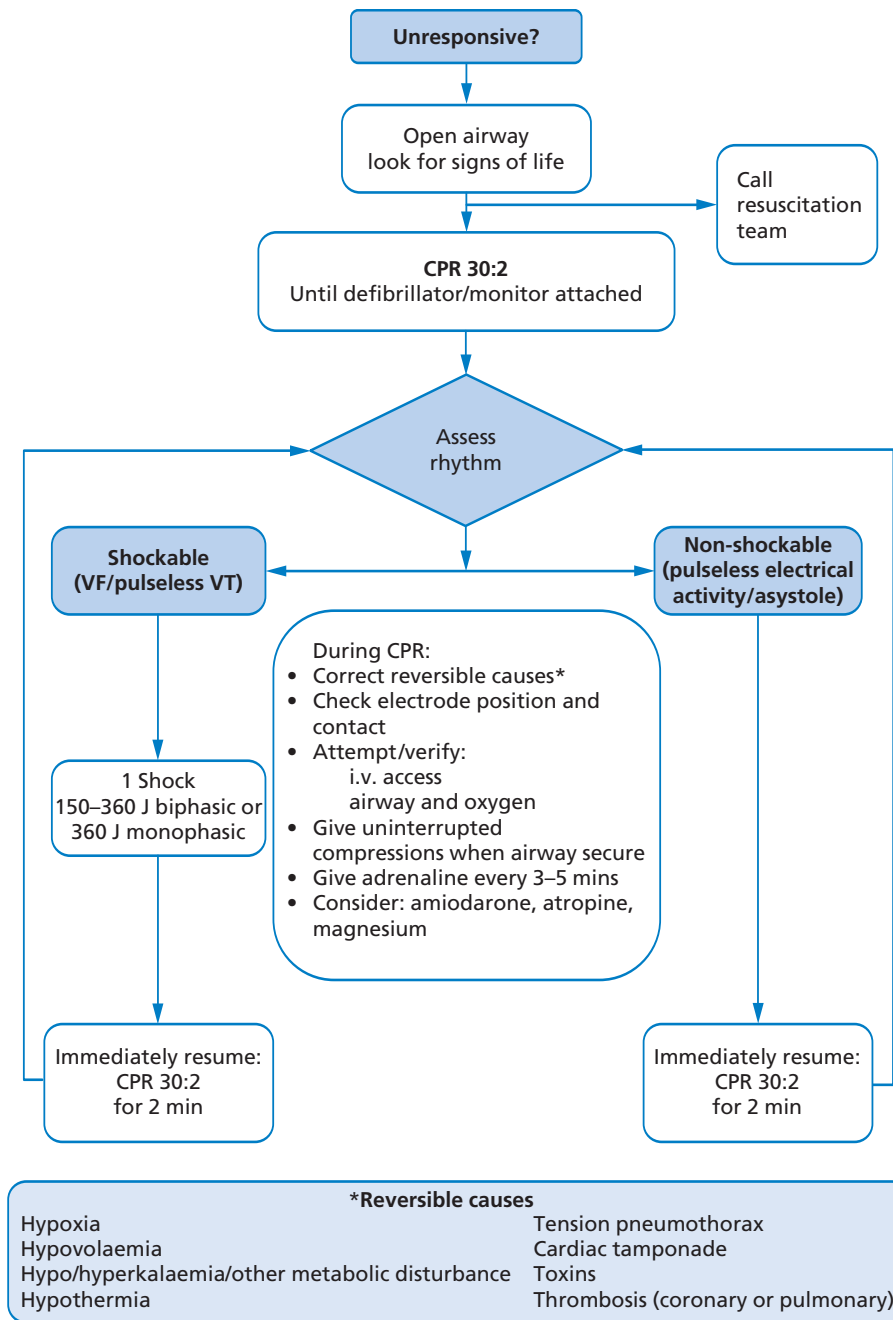 Unresponsive?
Open airway
look for signs of life
Call
resuscitation
team
CPR 30:2
Until defibrillator/monitor attached
Assess
rhythm
Shockable
(VF/pulseless VT)
Non-shockable
(pulseless electrical
activity/asystole)
During CPR:
• Correct reversible causes*
• Check electrode position and
contact
• Attempt/verify:
i.v. access
airway and oxygen
• Give uninterrupted
compressions when airway secure
• Give adrenaline every 3–5 mins
• Consider: amiodarone, atropine,
magnesium
1 Shock
150–360 J biphasic or
360 J monophasic
Immediately resume:
CPR 30:2
for 2 min
Immediately resume:
CPR 30:2
for 2 min
*Reversible causes
Hypoxia
Hypovolaemia
Hypo/hyperkalaemia/other metabolic disturbance
Hypothermia
Tension pneumothorax
Cardiac tamponade
Toxins
Thrombosis (coronary or pulmonary)